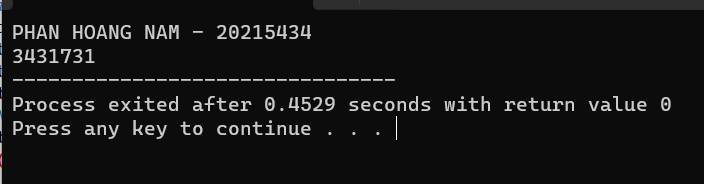 PHAN HOANG NAM - 20215434
3431731
--------------------------------
Process exited after 0.4529 seconds with return value 0
Press any key to continue . . .